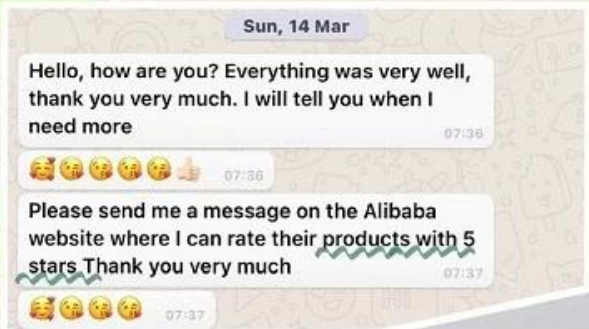 Sun, 14 Mar
Hello, how are you? Everything was very well,
thank you very much. I will tell you when I
need more
07:36
🥰😘😘😘😘👍🏻 07:36
Please send me a message on the Alibaba
website where I can rate their products with 5
stars Thank you very much
07:37
🥰😘😘😘 07:37